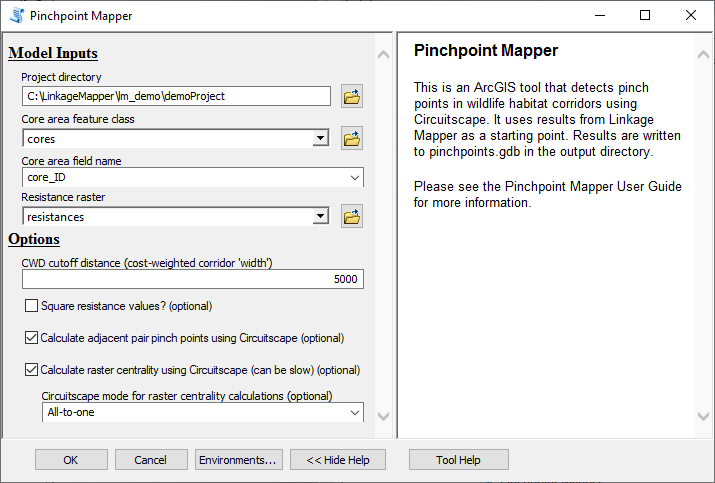 Pinchpoint Mapper
Model Inputs
Project directory
C:\LinkageMapper\lm_demo\demoProject
Core area feature class
cores
Core area field name
core_ID
Resistance raster
resistances
Options
CWD cutoff distance (cost-weighted corridor 'width')
5000
Square resistance values? (optional)
Calculate adjacent pair pinch points using Circuitscape (optional)
Calculate raster centrality using Circuitscape (can be slow) (optional)
Circuitscape mode for raster centrality calculations (optional)
All-to-one
Pinchpoint Mapper
This is an ArcGIS tool that detects pinch
points in wildlife habitat corridors using
Circuitscape. It uses results from Linkage
Mapper as a starting point. Results are written
to pinchpoints.gdb in the output directory.
Please see the Pinchpoint Mapper User Guide
for more information.
OK
Cancel
Environments...
<< Hide Help
Tool Help